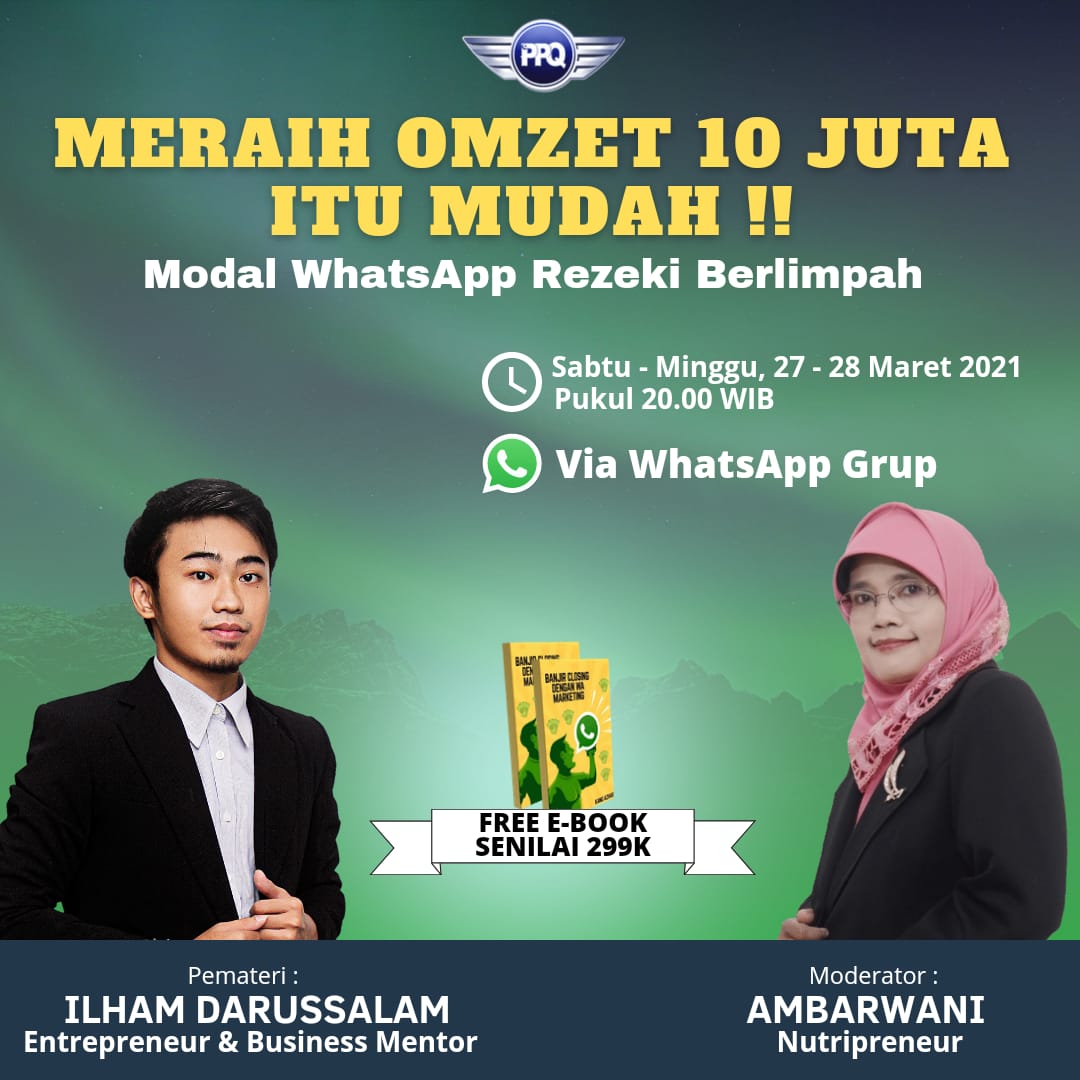 PPQ
MERAIH OMZET 10 JUTA
ITU MUDAH !!
Modal WhatsApp Rezeki Berlimpah
Sabtu - Minggu, 27 - 28 Maret 2021
Pukul 20.00 WIB
Via WhatsApp Grup
BANJIR CLOSING
DENGAN WA
MARKETING
FREE E-BOOK
SENILAI 299K
Pemateri :
ILHAM DARUSSALAM
Entrepreneur & Business Mentor
Moderator :
AMBARWANI
Nutripreneur